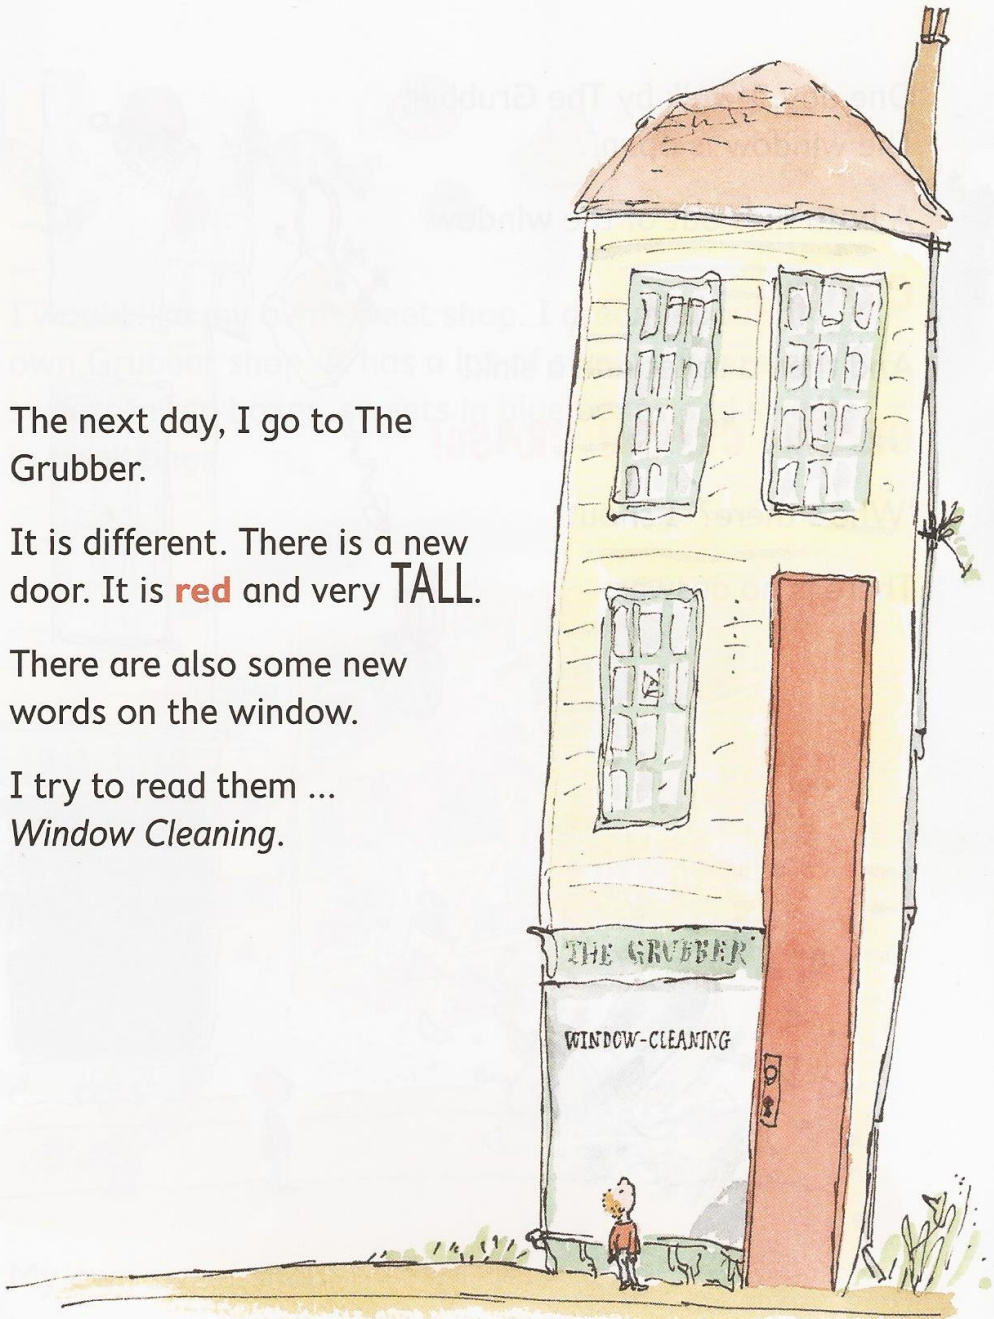 The next day, I go to The
Grubber.
It is different. There is a new
door. It is red and very TALL.
There are also some new
words on the window.
I try to read them ...
Window Cleaning.
THE GRUBBER
WINDOW-CLEANING